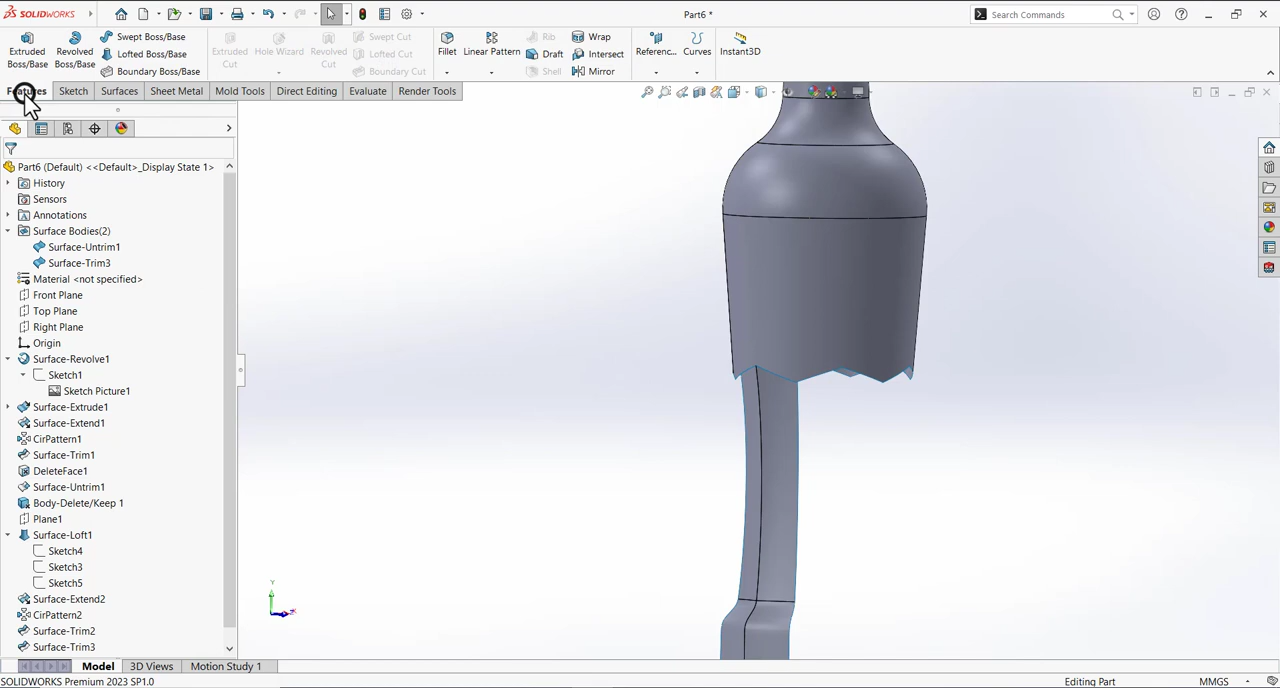 SOLIDWORKS
Part6 *
Search Commands
Extruded Boss/Base
Revolved Boss/Base
Swept Boss/Base
Lofted Boss/Base
Boundary Boss/Base
Extruded Cut
Hole Wizard
Revolved Cut
Swept Cut
Lofted Cut
Boundary Cut
Fillet
Linear Pattern
Rib
Draft
Shell
Wrap
Intersect
Mirror
Referenc...
Curves
Instant3D
Features
Sketch
Surfaces
Sheet Metal
Mold Tools
Direct Editing
Evaluate
Render Tools
Part6 (Default) <<Default>_Display State 1>
History
Sensors
Annotations
Surface Bodies(2)
Surface-Untrim1
Surface-Trim3
Material <not specified>
Front Plane
Top Plane
Right Plane
Origin
Surface-Revolve1
Sketch1
Sketch Picture1
Surface-Extrude1
Surface-Extend1
CirPattern1
Surface-Trim1
DeleteFace1
Surface-Untrim1
Body-Delete/Keep 1
Plane1
Surface-Loft1
Sketch4
Sketch3
Sketch5
Surface-Extend2
CirPattern2
Surface-Trim2
Surface-Trim3
Y
Model
3D Views
Motion Study 1
SOLIDWORKS Premium 2023 SP1.0
Editing Part
MMGS